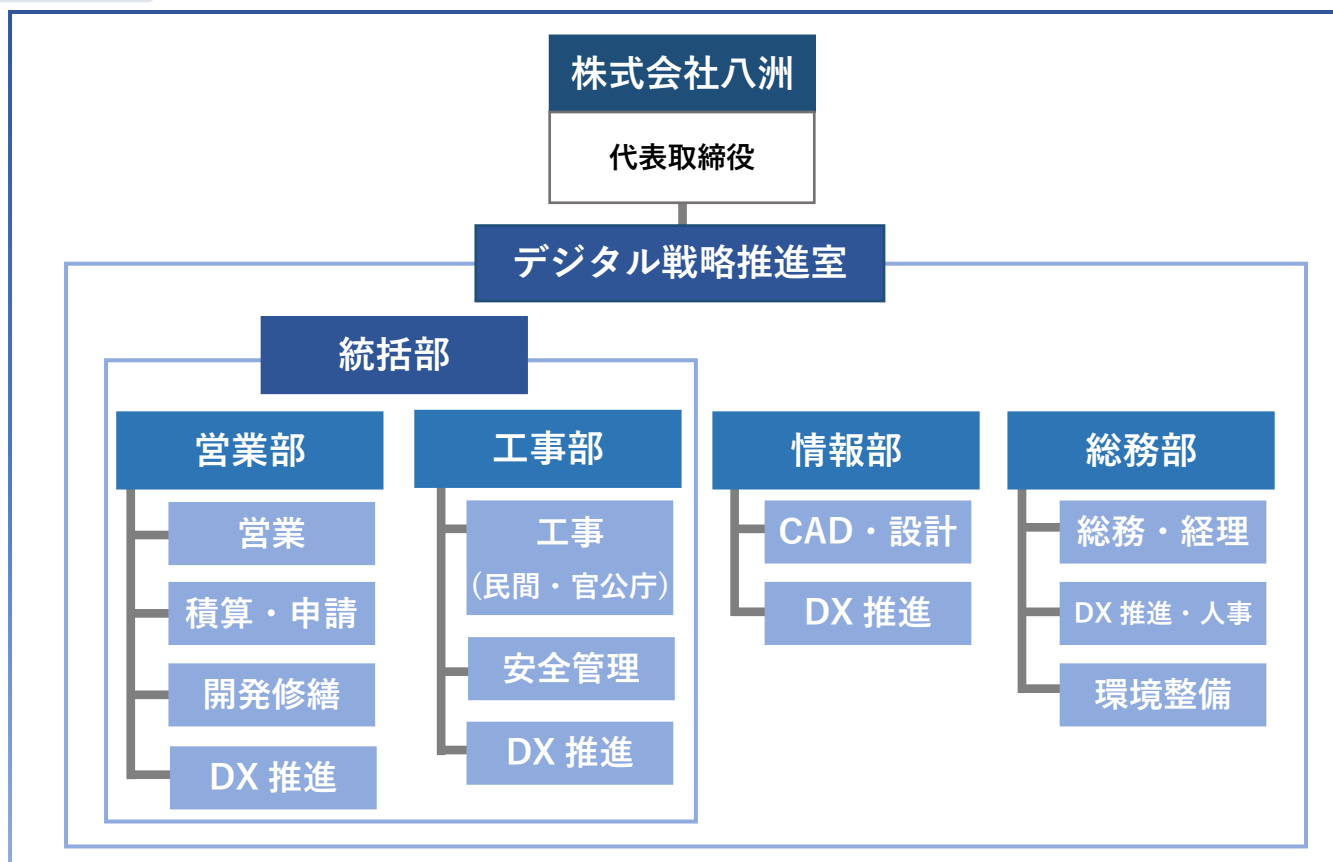 株式会社八洲
代表取締役
デジタル戦略推進室
統括部
営業部
営業
積算・申請
開発修繕
DX 推進
工事部
工事
(民間・官公庁)
安全管理
DX 推進
情報部
CAD・設計
DX 推進
総務部
総務・経理
DX 推進・人事
環境整備